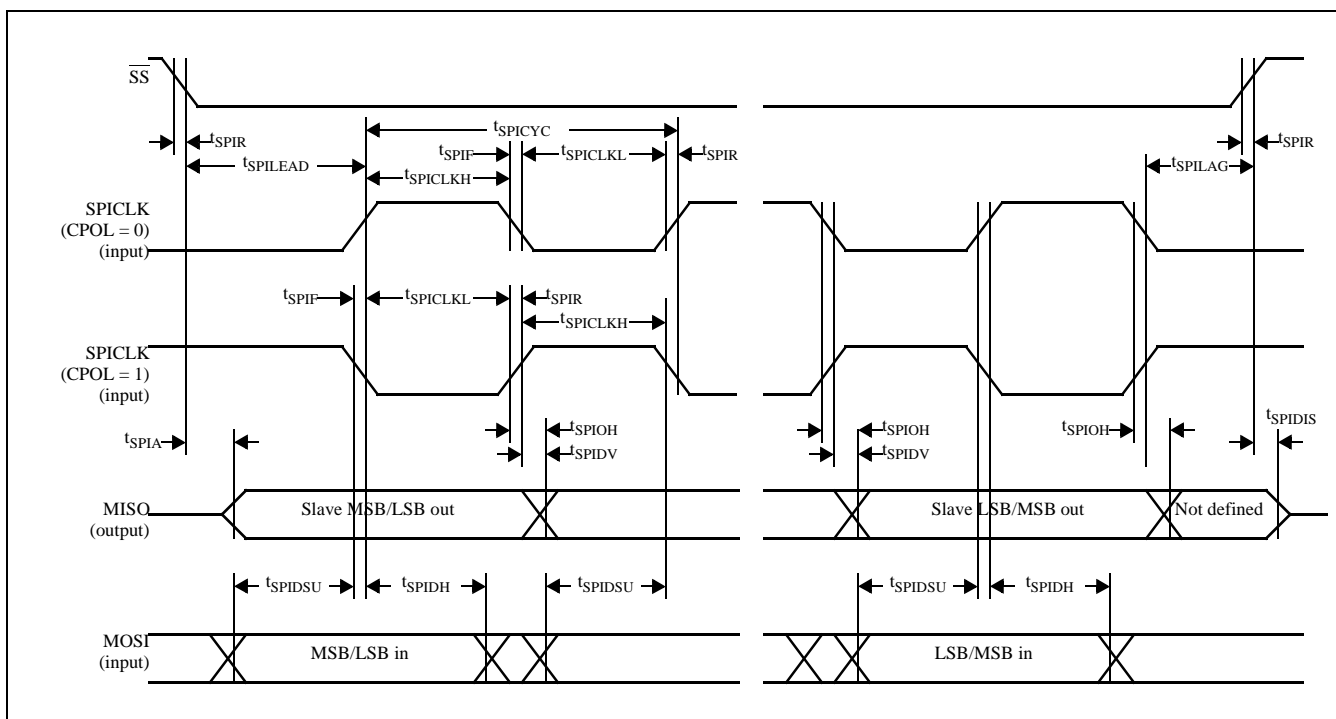 SS
tSPICYC
tSPIR
tSPIF
tSPICLKL
tSPIR
tSPIR
tSPILEAD
tSPICLKH
tSPILAG
SPICLK
(CPOL = 0)
(input)
tSPIF
tSPICLKL
tSPIR
tSPICLKH
SPICLK
(CPOL = 1)
(input)
tSPIA
tSPIOH
tSPIDV
tSPIOH
tSPIDV
tSPIOH
tSPIDIS
MISO
(output)
Slave MSB/LSB out
Slave LSB/MSB out
Not defined
tSPIDSU
tSPIDH
tSPIDSU
tSPIDSU
tSPIDH
MOSI
(input)
MSB/LSB in
LSB/MSB in